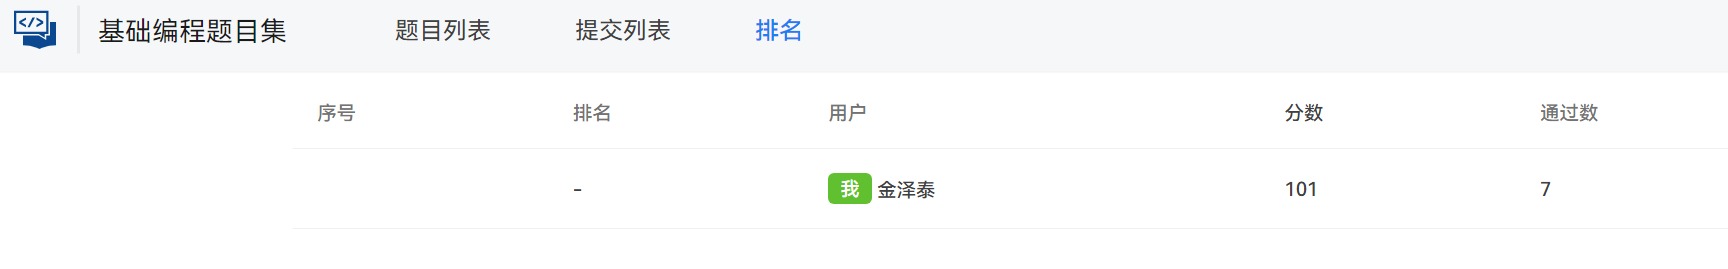 基础编程题目集 题目列表 提交列表 排名
序号 排名 用户 分数 通过数
- 我 金泽泰 101 7